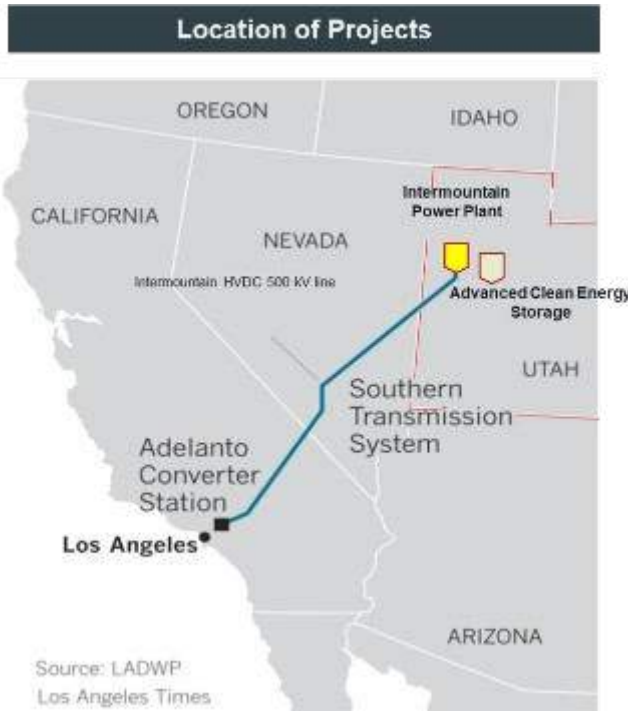 Location of Projects
OREGON
IDAHO
Intermountain
Power Plant
CALIFORNIA
NEVADA
Intermountain HVDC 500 kV line
Advanced Clean Energy
Storage
UTAH
Southern
Transmission
System
Adelanto
Converter
Station
Los Angeles
ARIZONA
Source: LADWP
Los Angeles Times